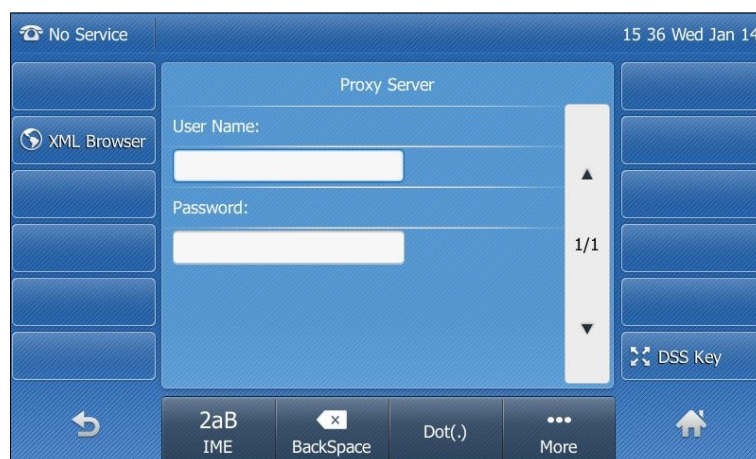 No Service
15 36 Wed Jan 14
Proxy Server
User Name:
XML Browser
Password:
1/1
DSS Key
2aB
IME
BackSpace
Dot(.)
More